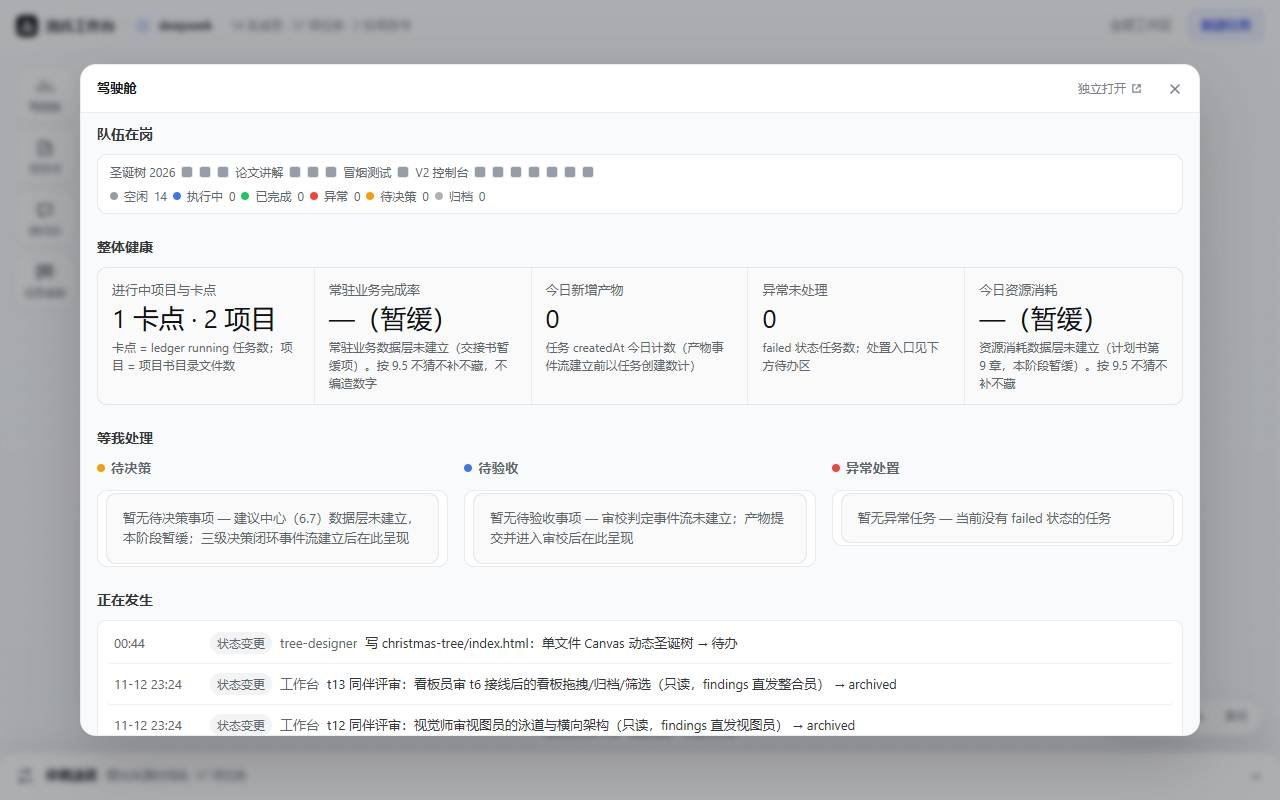 驾驶舱
独立打开
队伍在岗
圣诞树 2026 论文讲解 冒烟测试 V2 控制台
空闲 14 执行中 0 已完成 0 异常 0 待决策 0 归档 0
整体健康
进行中项目与卡点
1 卡点 · 2 项目
卡点 = ledger running 任务数；项
目 = 项目书目录文件数
常驻业务完成率
—（暂缓）
常驻业务数据层未建立（交接书暂
缓项）。按 9.5 不猜不补不藏，不
编造数字
今日新增产物
0
任务 createdAt 今日计数（产物事
件流建立前以任务创建数计）
异常未处理
0
failed 状态任务数；处置入口见下
方待办区
今日资源消耗
—（暂缓）
资源消耗数据层未建立（计划书第
9 章，本阶段暂缓）。按 9.5 不猜不
补不藏
等我处理
待决策
暂无待决策事项 — 建议中心（6.7）数据层未建立，
本阶段暂缓；三级决策闭环事件流建立后在此呈现
待验收
暂无待验收事项 — 审校判定事件流未建立；产物提
交并进入审校后在此呈现
异常处置
暂无异常任务 — 当前没有 failed 状态的任务
正在发生
00:44 状态变更 tree-designer 写 christmas-tree/index.html：单文件 Canvas 动态圣诞树 → 待办
11-12 23:24 状态变更 工作台 t13 同伴评审：看板员审 t6 接线后的看板拖拽/归档/筛选（只读，findings 直发整合员） → archived
11-12 23:24 状态变更 工作台 t12 同伴评审：视觉师审视图员的泳道与横向架构（只读，findings 直发视图员） → archived